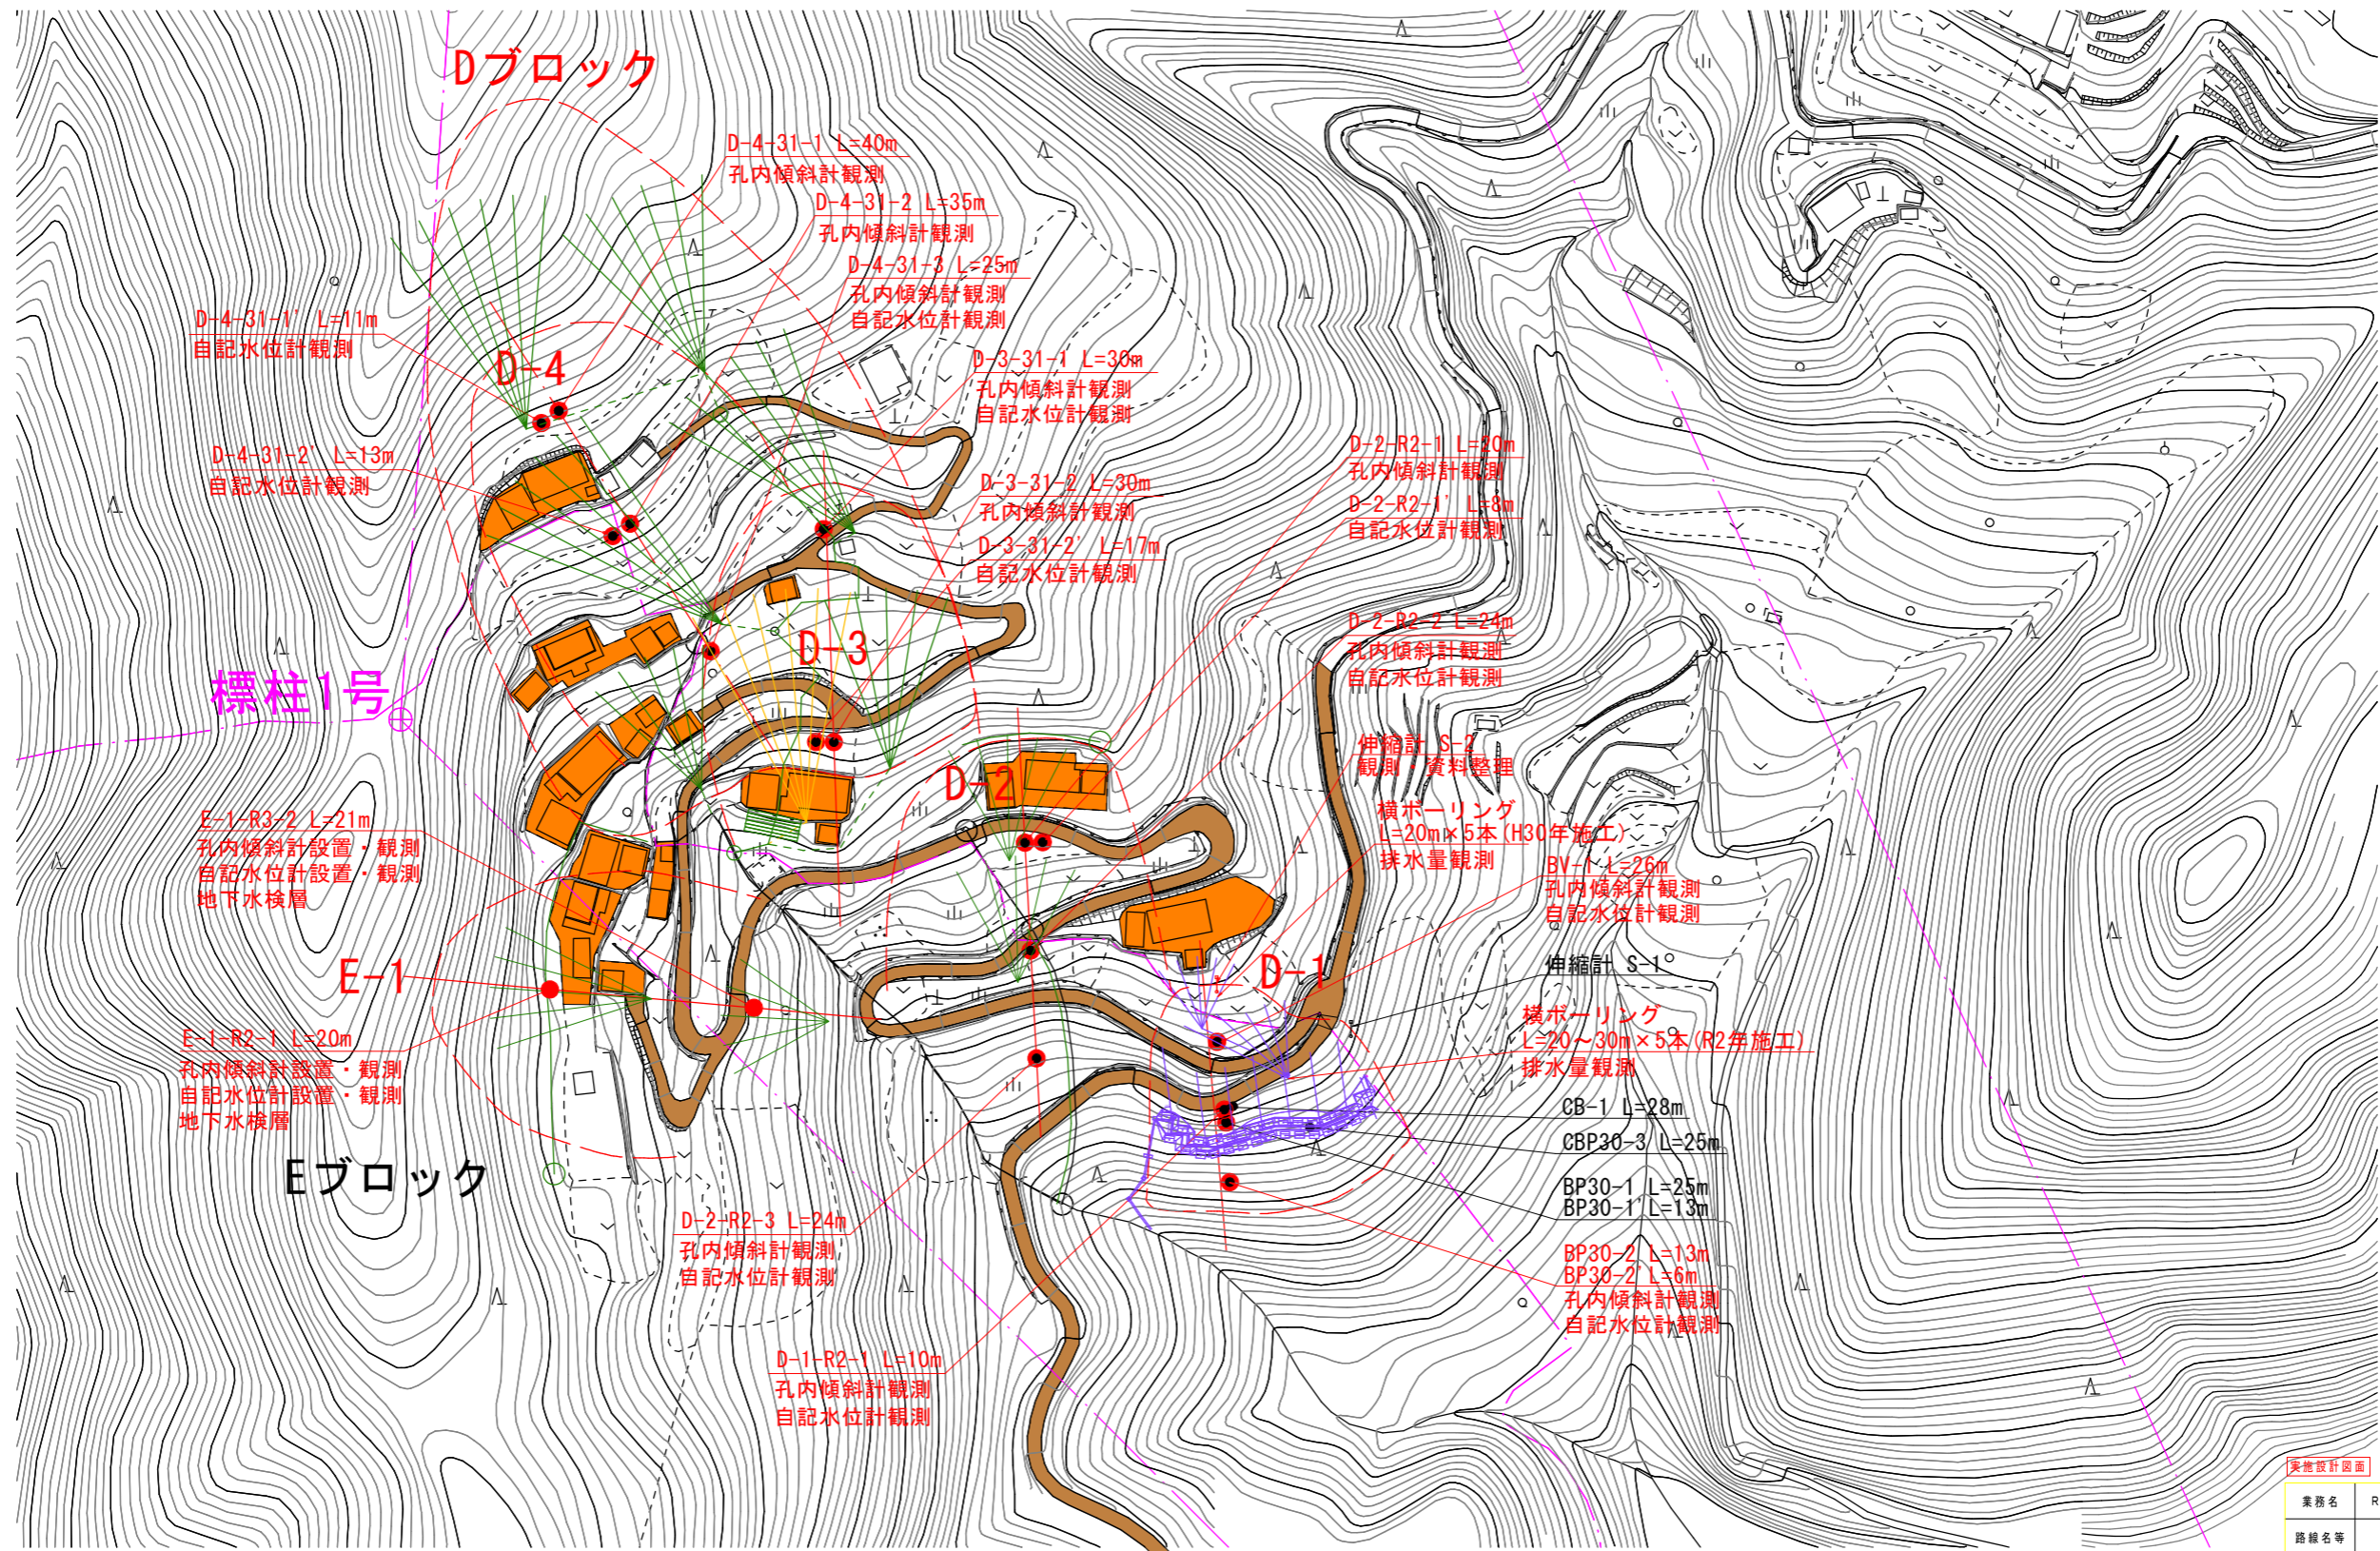 Dブロック
D-4-31-1 L=40m
孔内傾斜計観測
D-4-31-2 L=35m
孔内傾斜計観測
D-4-31-3 L=25m
孔内傾斜計観測
自記水位計観測
D-4-31-1' L=11m
自記水位計観測
D-4
D-3-31-1 L=30m
孔内傾斜計観測
自記水位計観測
D-4-31-2' L=13m
自記水位計観測
D-2-R2-1 L=20m
孔内傾斜計観測
D-2-R2-1' L=8m
自記水位計観測
D-3-31-2 L=30m
孔内傾斜計観測
D-3-31-2' L=17m
自記水位計観測
D-3
D-2-R2-2 L=24m
孔内傾斜計観測
自記水位計観測
標柱1号
伸縮計 S-2
観測・資料整理
D-2
横ボーリング
L=20m×5本(H30年施工)
排水量観測
E-1-R3-2 L=21m
孔内傾斜計設置・観測
自記水位計設置・観測
地下水検層
BV-1 L=26m
孔内傾斜計観測
自記水位計観測
E-1
D-1
伸縮計 S-1
横ボーリング
L=20~30m×5本(R2年施工)
排水量観測
E-1-R2-1 L=20m
孔内傾斜計設置・観測
自記水位計設置・観測
地下水検層
CB-1 L=28m
CBP30-3 L=25m
Eブロック
BP30-1 L=25m
BP30-1' L=13m
D-2-R2-3 L=24m
孔内傾斜計観測
自記水位計観測
BP30-2 L=13m
BP30-2' L=6m
孔内傾斜計観測
自記水位計観測
D-1-R2-1 L=10m
孔内傾斜計観測
自記水位計観測
実施設計図面
業務名 R
路線名等